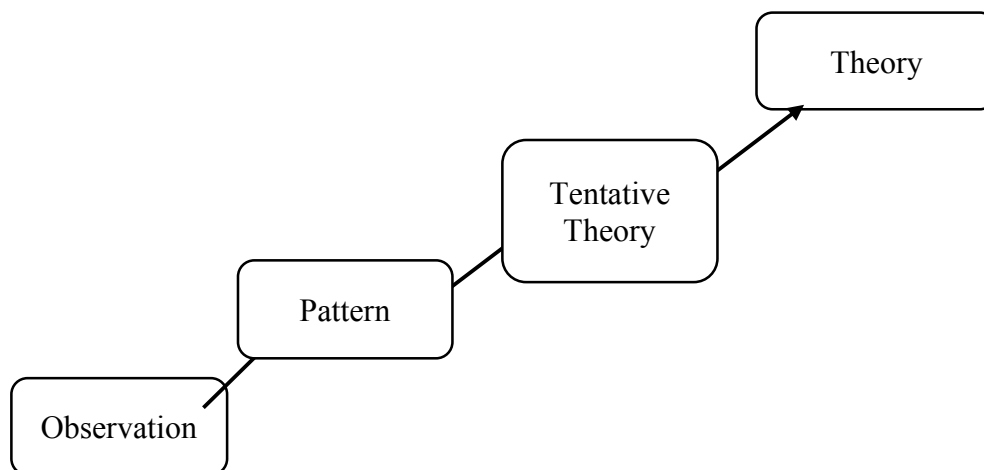 Theory
Tentative
Theory
Pattern
Observation